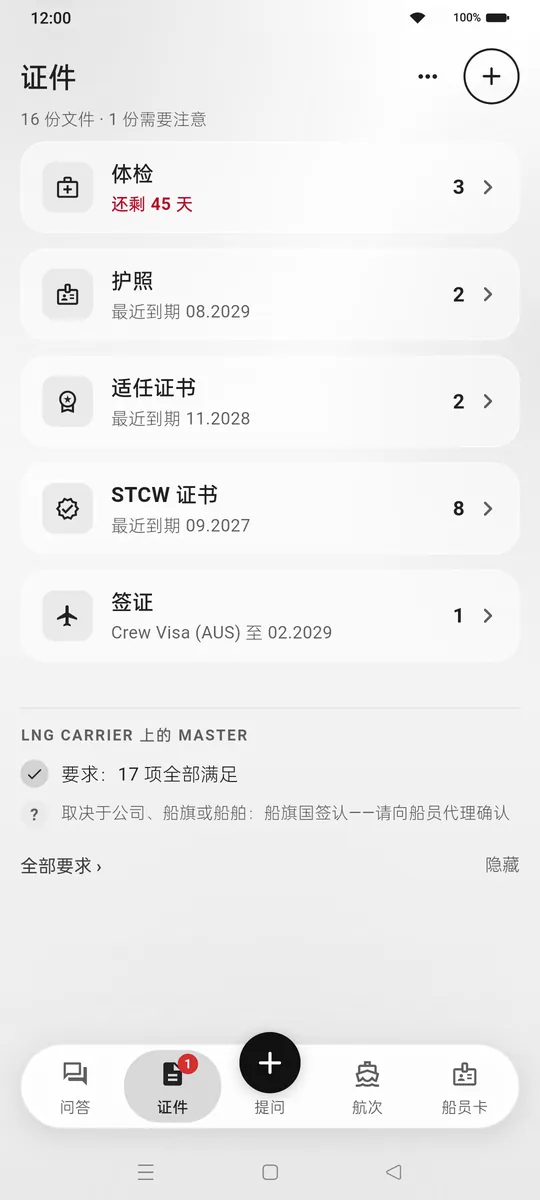 12:00
100%
证件
16 份文件 · 1 份需要注意
体检
还剩 45 天
3
护照
最近到期 08.2029
2
适任证书
最近到期 11.2028
2
STCW 证书
最近到期 09.2027
8
签证
Crew Visa (AUS) 至 02.2029
1
LNG CARRIER 上的 MASTER
要求：17 项全部满足
? 取决于公司、船旗或船舶：船旗国签认——请向船员代理确认
全部要求 ›
隐藏
1
问答
证件
提问
航次
船员卡